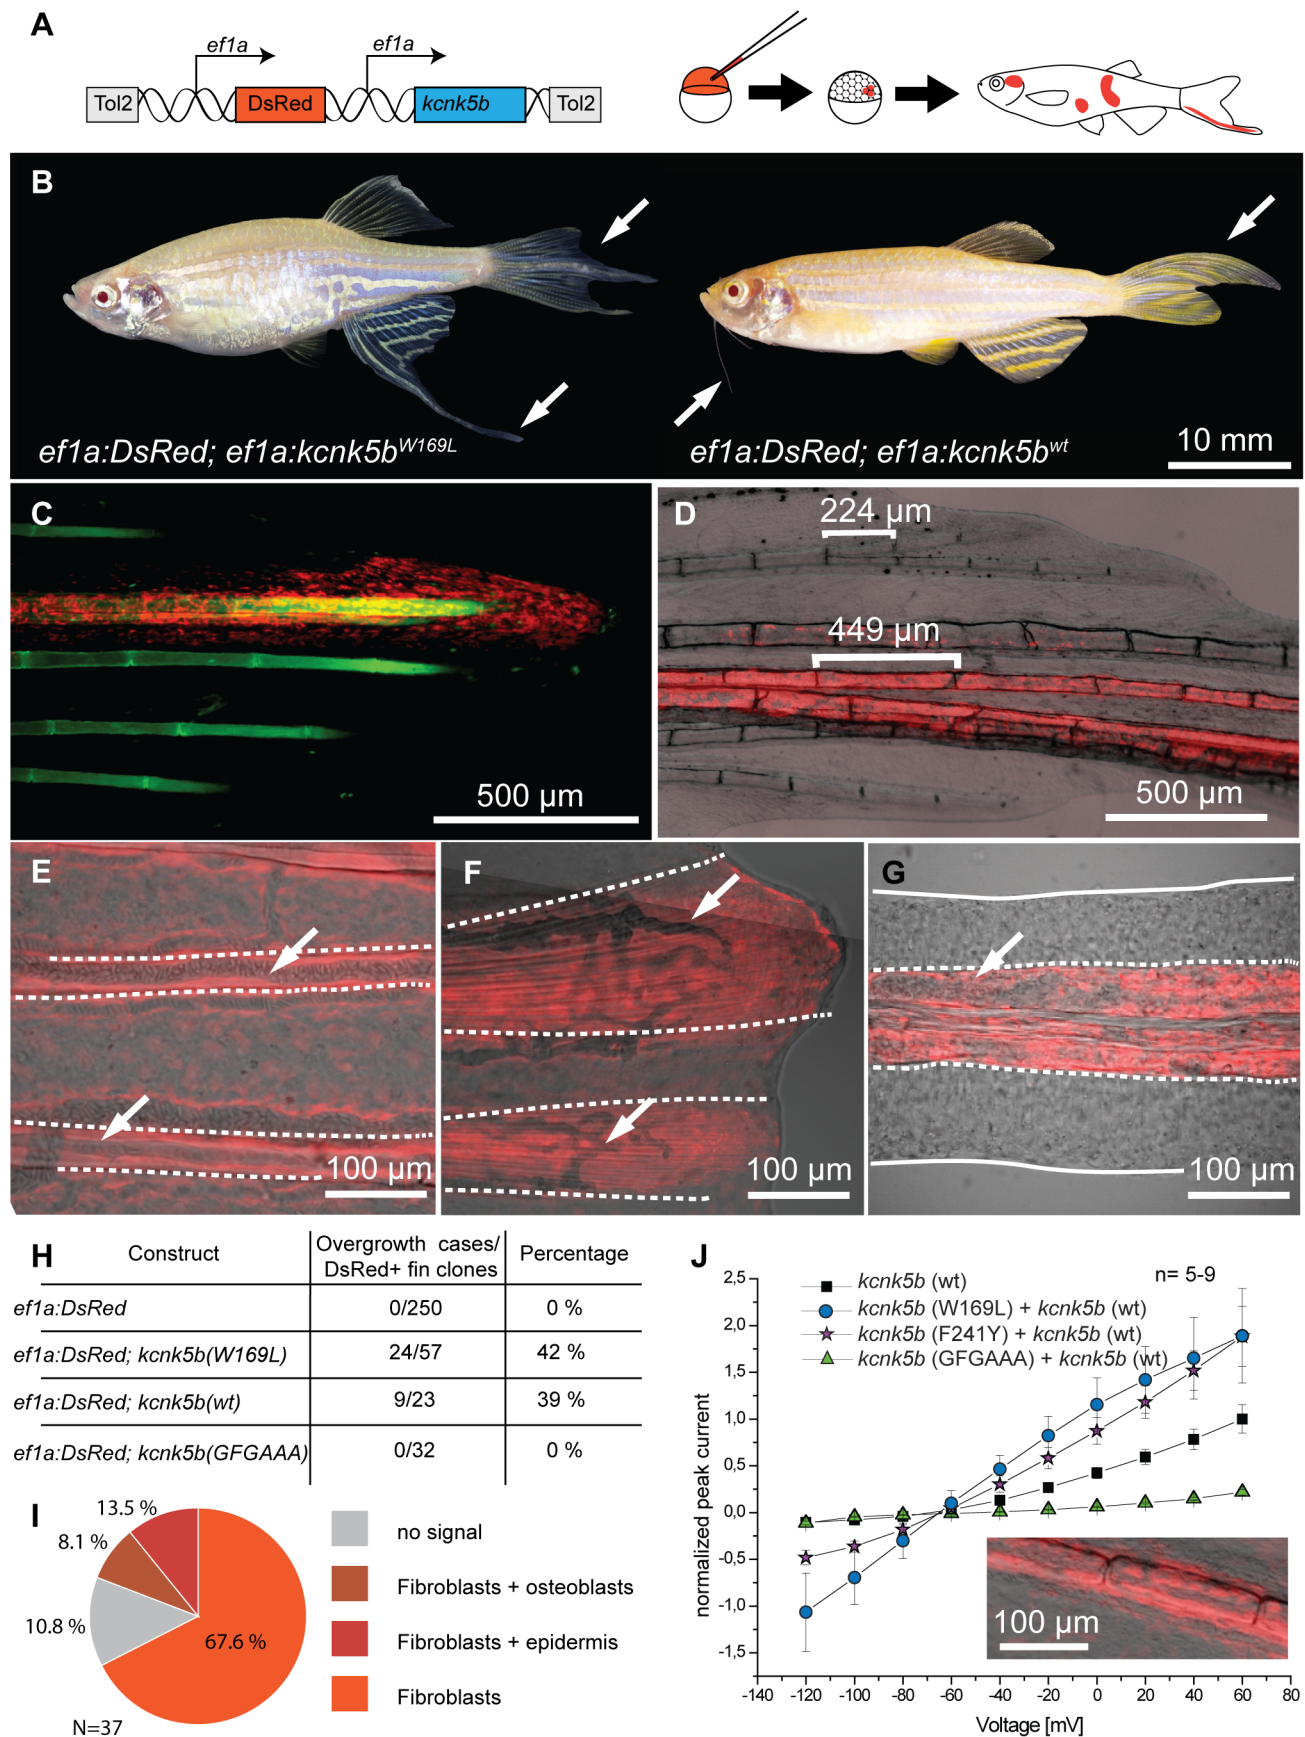 A
ef1a
ef1a
Tol2
DsRed
kcnk5b
Tol2
B
ef1a:DsRed; ef1a:kcnk5bW169L
ef1a:DsRed; ef1a:kcnk5bwt
10 mm
C
500 µm
D
224 µm
449 µm
500 µm
E
100 µm
F
100 µm
G
100 µm
H
Construct
Overgrowth cases/
DsRed+ fin clones
Percentage
ef1a:DsRed
0/250
0 %
ef1a:DsRed; kcnk5b(W169L)
24/57
42 %
ef1a:DsRed; kcnk5b(wt)
9/23
39 %
ef1a:DsRed; kcnk5b(GFGAAA)
0/32
0 %
I
13.5 %
8.1 %
10.8 %
67.6 %
N=37
no signal
Fibroblasts + osteoblasts
Fibroblasts + epidermis
Fibroblasts
J
kcnk5b (wt)
kcnk5b (W169L) + kcnk5b (wt)
kcnk5b (F241Y) + kcnk5b (wt)
kcnk5b (GFGAAA) + kcnk5b (wt)
n= 5-9
normalized peak current
2,5
2,0
1,5
1,0
0,5
0,0
-0,5
-1,0
-1,5
100 µm
-140 -120 -100 -80 -60 -40 -20 0 20 40 60 80
Voltage [mV]